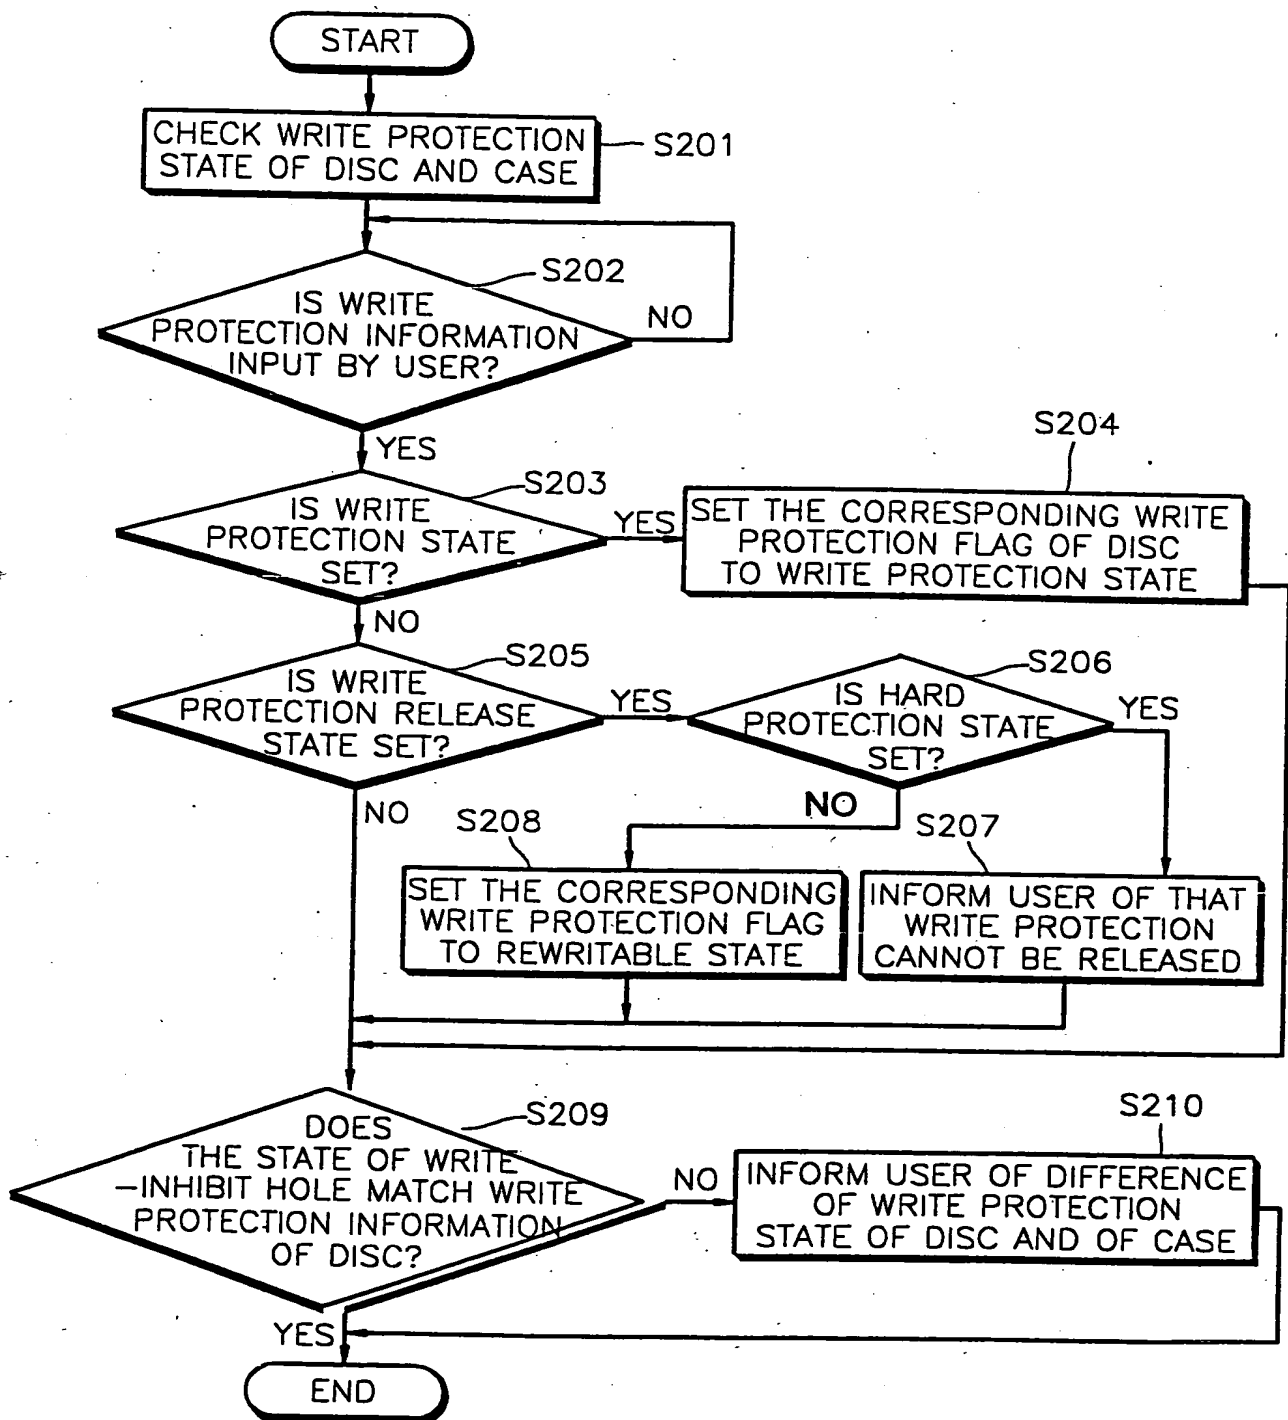 START
CHECK WRITE PROTECTION
STATE OF DISC AND CASE
S201
S202
IS WRITE
PROTECTION INFORMATION
INPUT BY USER?
NO
YES
S203
IS WRITE
PROTECTION STATE
SET?
YES
S204
SET THE CORRESPONDING WRITE
PROTECTION FLAG OF DISC
TO WRITE PROTECTION STATE
NO
S205
IS WRITE
PROTECTION RELEASE
STATE SET?
YES
S206
IS HARD
PROTECTION STATE
SET?
YES
NO
NO
S208
SET THE CORRESPONDING
WRITE PROTECTION FLAG
TO REWRITABLE STATE
S207
INFORM USER OF THAT
WRITE PROTECTION
CANNOT BE RELEASED
S209
DOES
THE STATE OF WRITE
-INHIBIT HOLE MATCH WRITE
PROTECTION INFORMATION
OF DISC?
NO
S210
INFORM USER OF DIFFERENCE
OF WRITE PROTECTION
STATE OF DISC AND OF CASE
YES
END